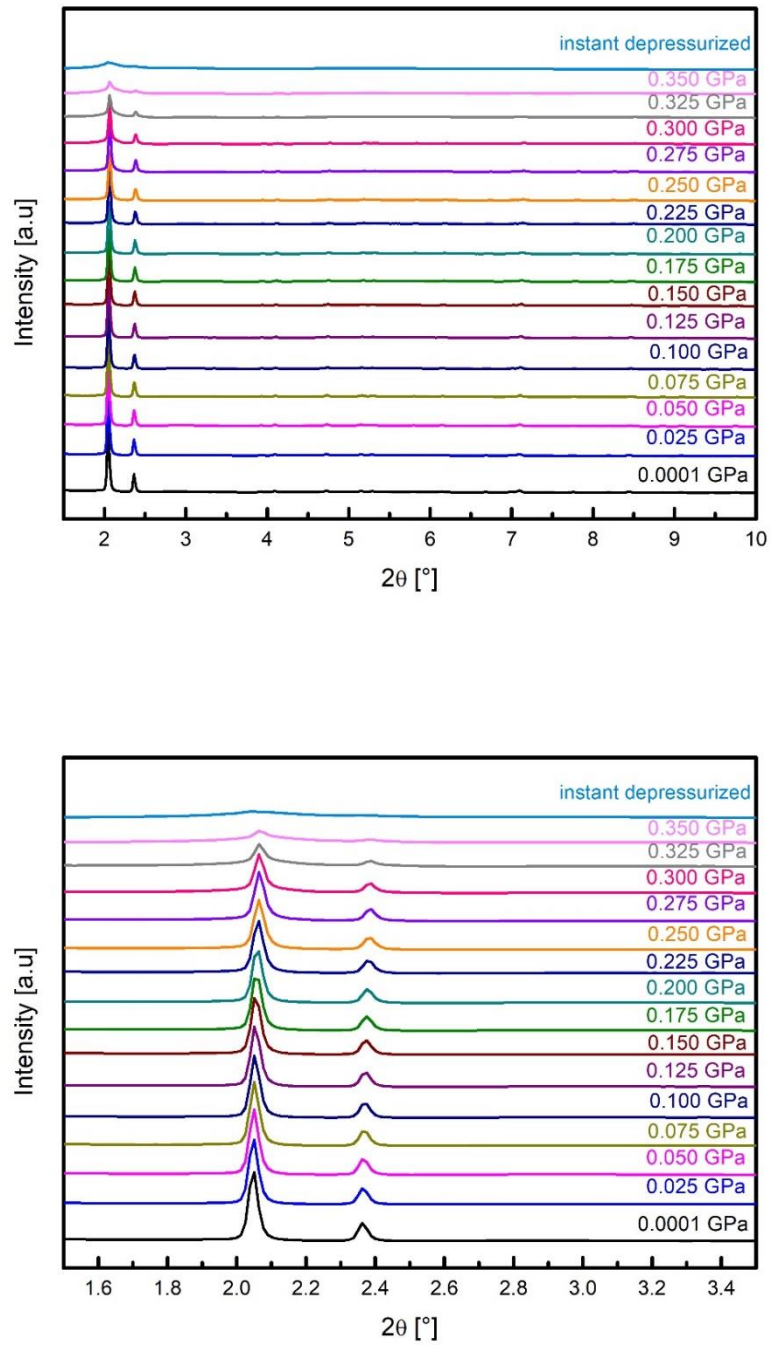 instant depressurized
0.350 GPa
0.325 GPa
0.300 GPa
0.275 GPa
0.250 GPa
0.225 GPa
0.200 GPa
0.175 GPa
0.150 GPa
0.125 GPa
0.100 GPa
0.075 GPa
0.050 GPa
0.025 GPa
0.0001 GPa
Intensity [a.u]
2 3 4 5 6 7 8 9 10
2θ [°]
instant depressurized
0.350 GPa
0.325 GPa
0.300 GPa
0.275 GPa
0.250 GPa
0.225 GPa
0.200 GPa
0.175 GPa
0.150 GPa
0.125 GPa
0.100 GPa
0.075 GPa
0.050 GPa
0.025 GPa
0.0001 GPa
Intensity [a.u]
1.6 1.8 2.0 2.2 2.4 2.6 2.8 3.0 3.2 3.4
2θ [°]